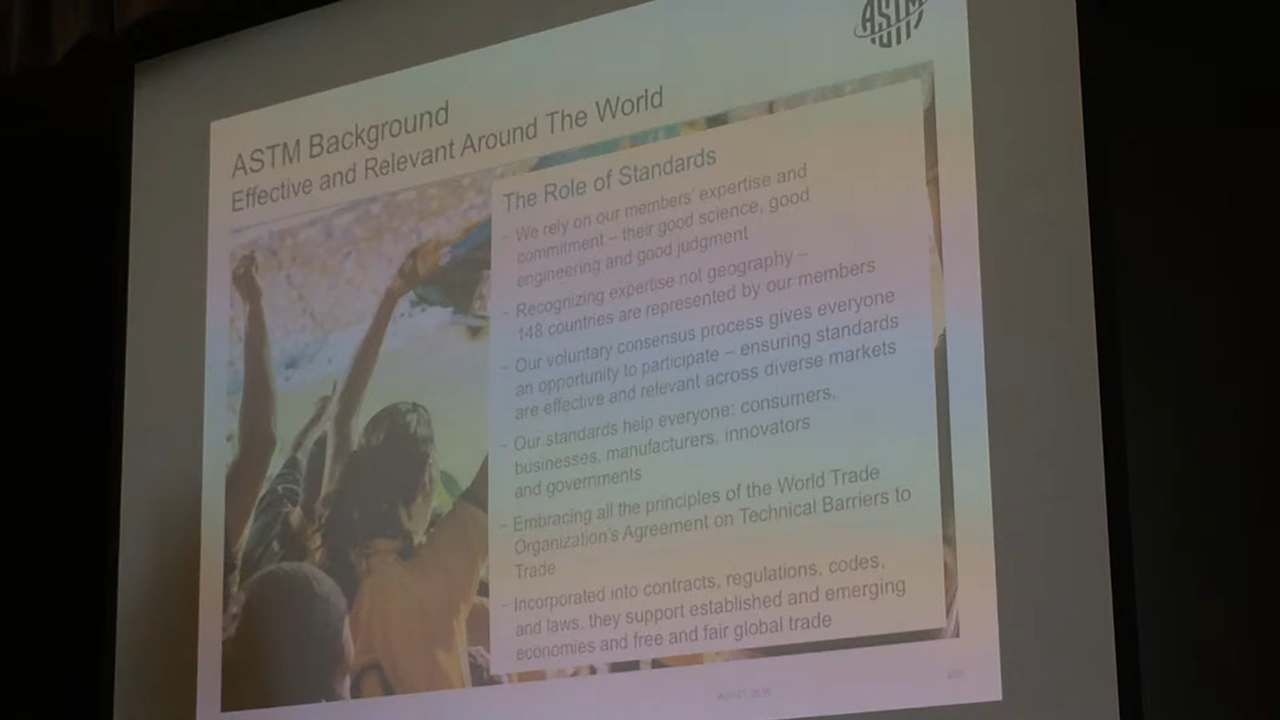 ASTM
ASTM Background
Effective and Relevant Around The World
The Role of Standards
- We rely on our members' expertise and
commitment – their good science, good
engineering and good judgment
- Recognizing expertise not geography –
148 countries are represented by our members
- Our voluntary consensus process gives everyone
an opportunity to participate – ensuring standards
are effective and relevant across diverse markets
- Our standards help everyone: consumers,
businesses, manufacturers, innovators
and governments
- Embracing all the principles of the World Trade
Organization's Agreement on Technical Barriers to
Trade
- Incorporated into contracts, regulations, codes,
and laws, they support established and emerging
economies and free and fair global trade